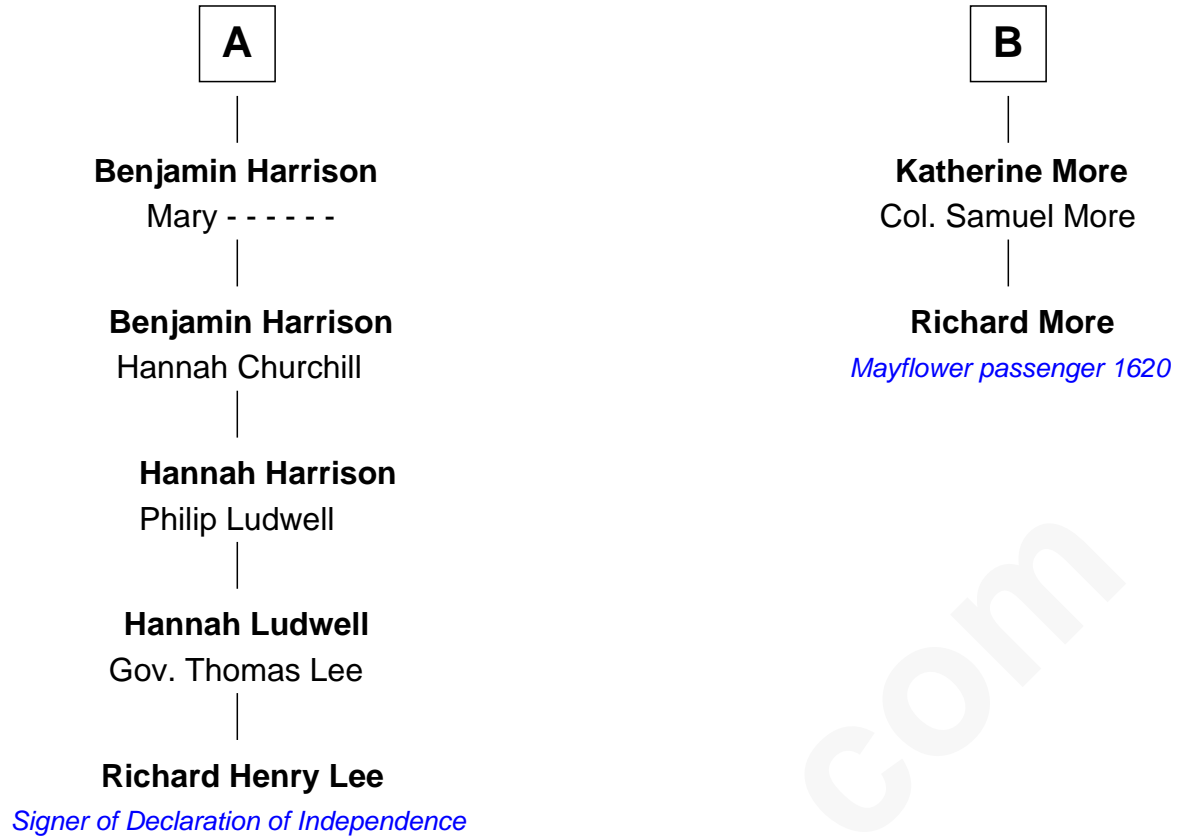 A
Benjamin Harrison
Mary - - - - - -
Benjamin Harrison
Hannah Churchill
Hannah Harrison
Philip Ludwell
Hannah Ludwell
Gov. Thomas Lee
Richard Henry Lee
Signer of Declaration of Independence
B
Katherine More
Col. Samuel More
Richard More
Mayflower passenger 1620
com